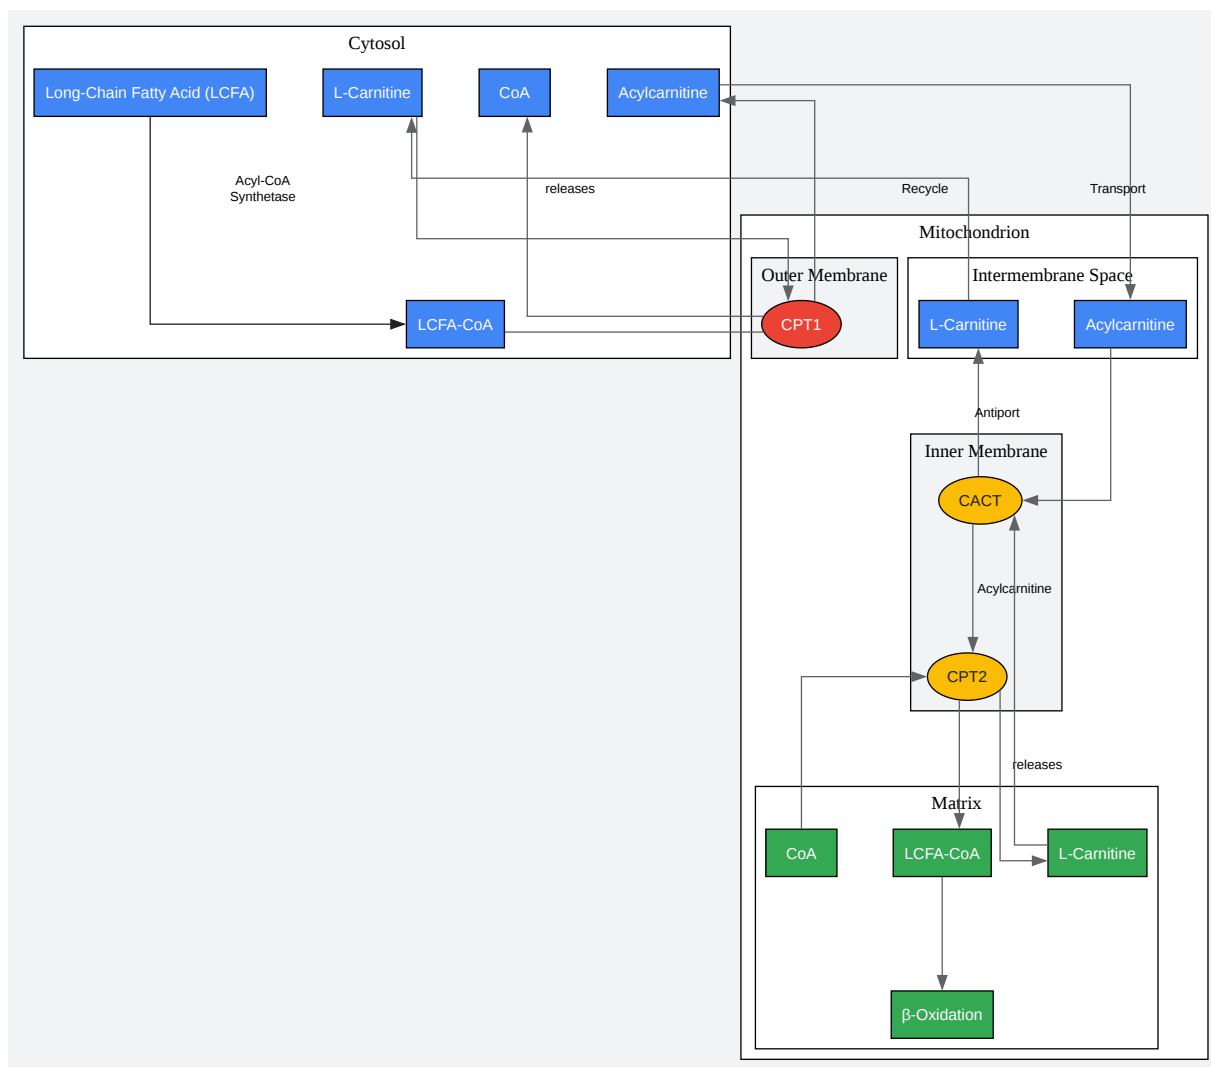 Cytosol
Long-Chain Fatty Acid (LCFA)
L-Carnitine
CoA
Acylcarnitine
Acyl-CoA
Synthetase
releases
Recycle
Transport
Mitochondrion
Outer Membrane
Intermembrane Space
LCFA-CoA
CPT1
L-Carnitine
Acylcarnitine
Antiport
Inner Membrane
CACT
Acylcarnitine
CPT2
releases
Matrix
CoA
LCFA-CoA
L-Carnitine
β-Oxidation